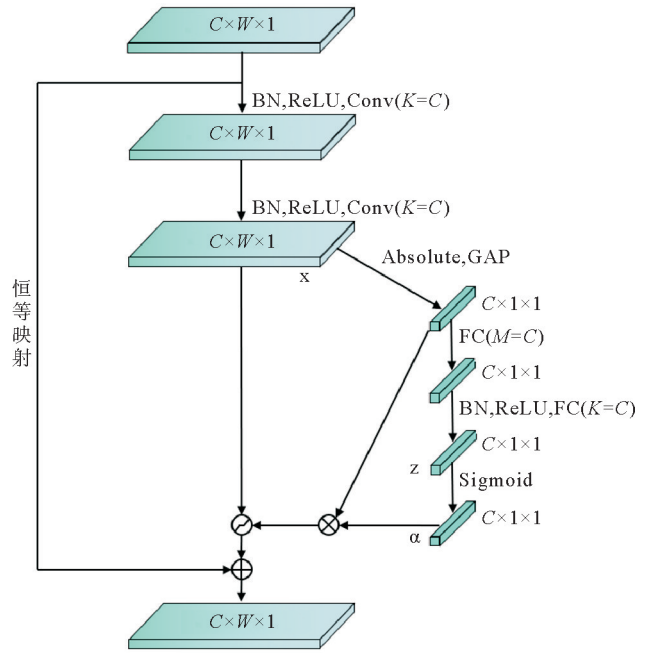 C×W×1
BN,ReLU,Conv(K=C)
C×W×1
BN,ReLU,Conv(K=C)
C×W×1
x
Absolute,GAP
恒等映射
C×1×1
FC(M=C)
C×1×1
BN,ReLU,FC(K=C)
C×1×1
z
Sigmoid
C×1×1
α
C×W×1